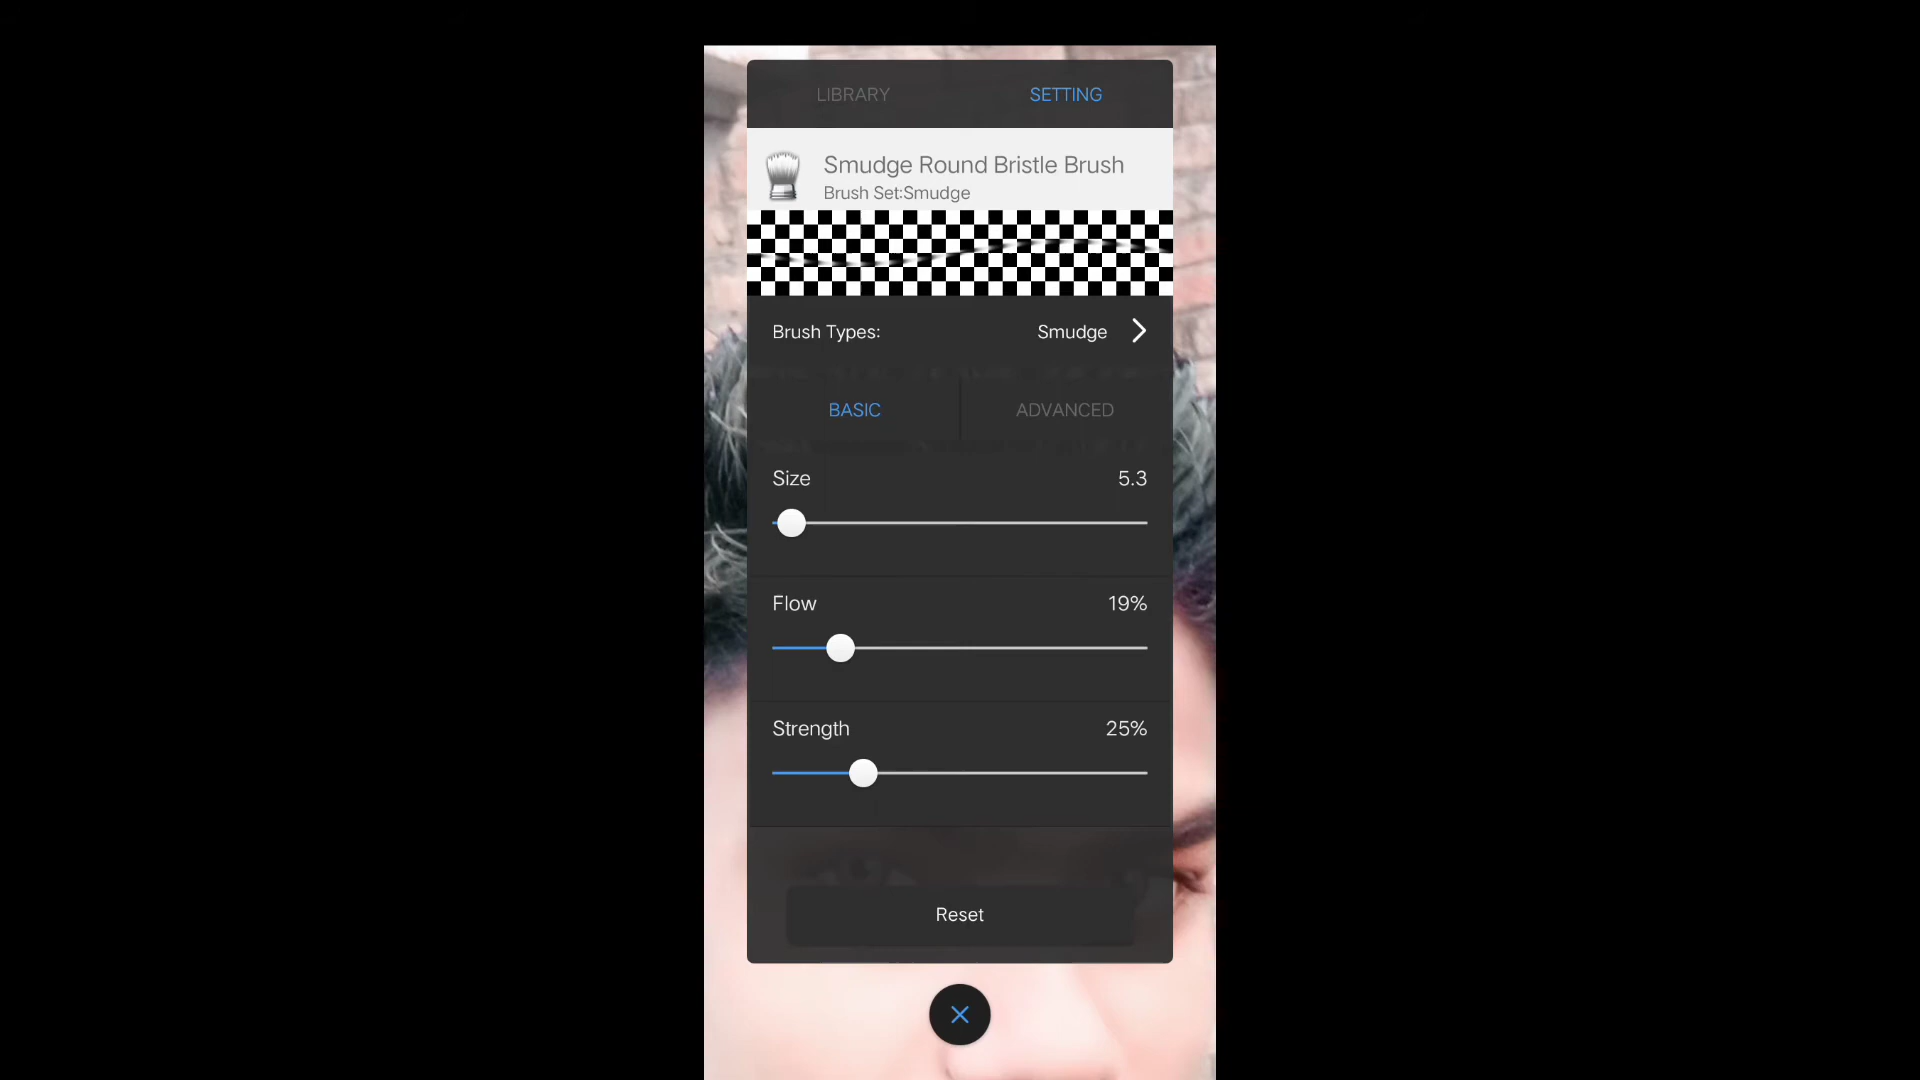 LIBRARY SETTING
Smudge Round Bristle Brush
Brush Set:Smudge
Brush Types: Smudge
BASIC ADVANCED
Size 5.3
Flow 19%
Strength 25%
Reset